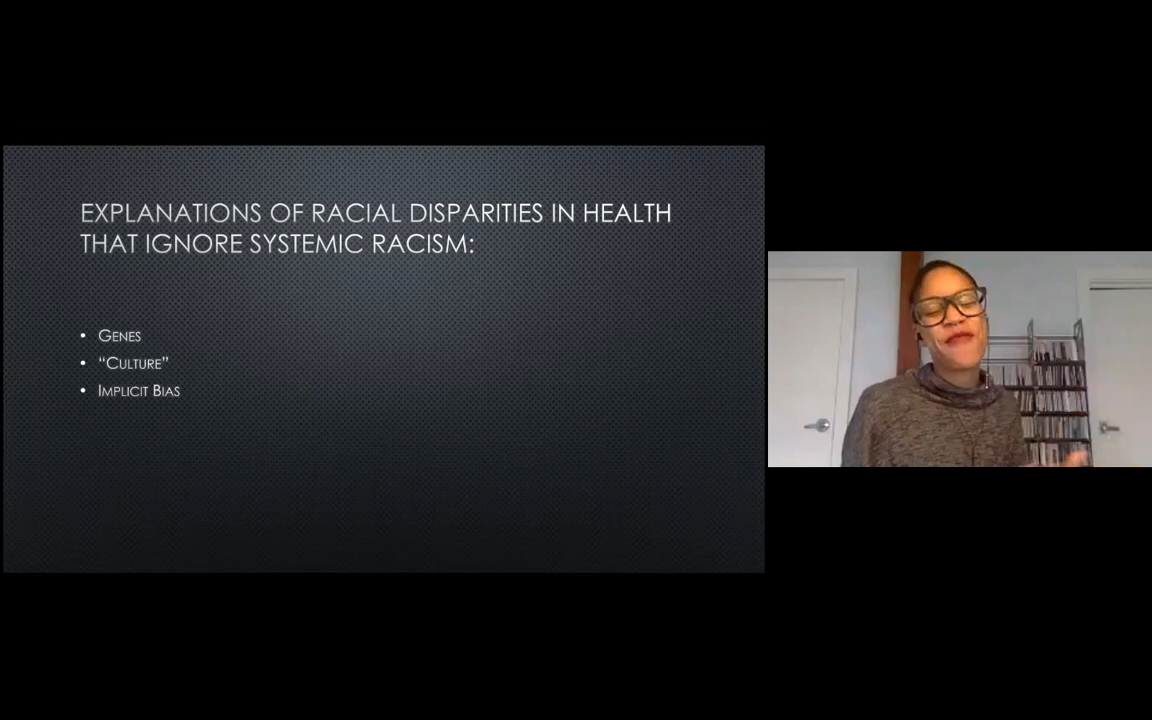 EXPLANATIONS OF RACIAL DISPARITIES IN HEALTH
THAT IGNORE SYSTEMIC RACISM:
• GENES
• “CULTURE”
• IMPLICIT BIAS